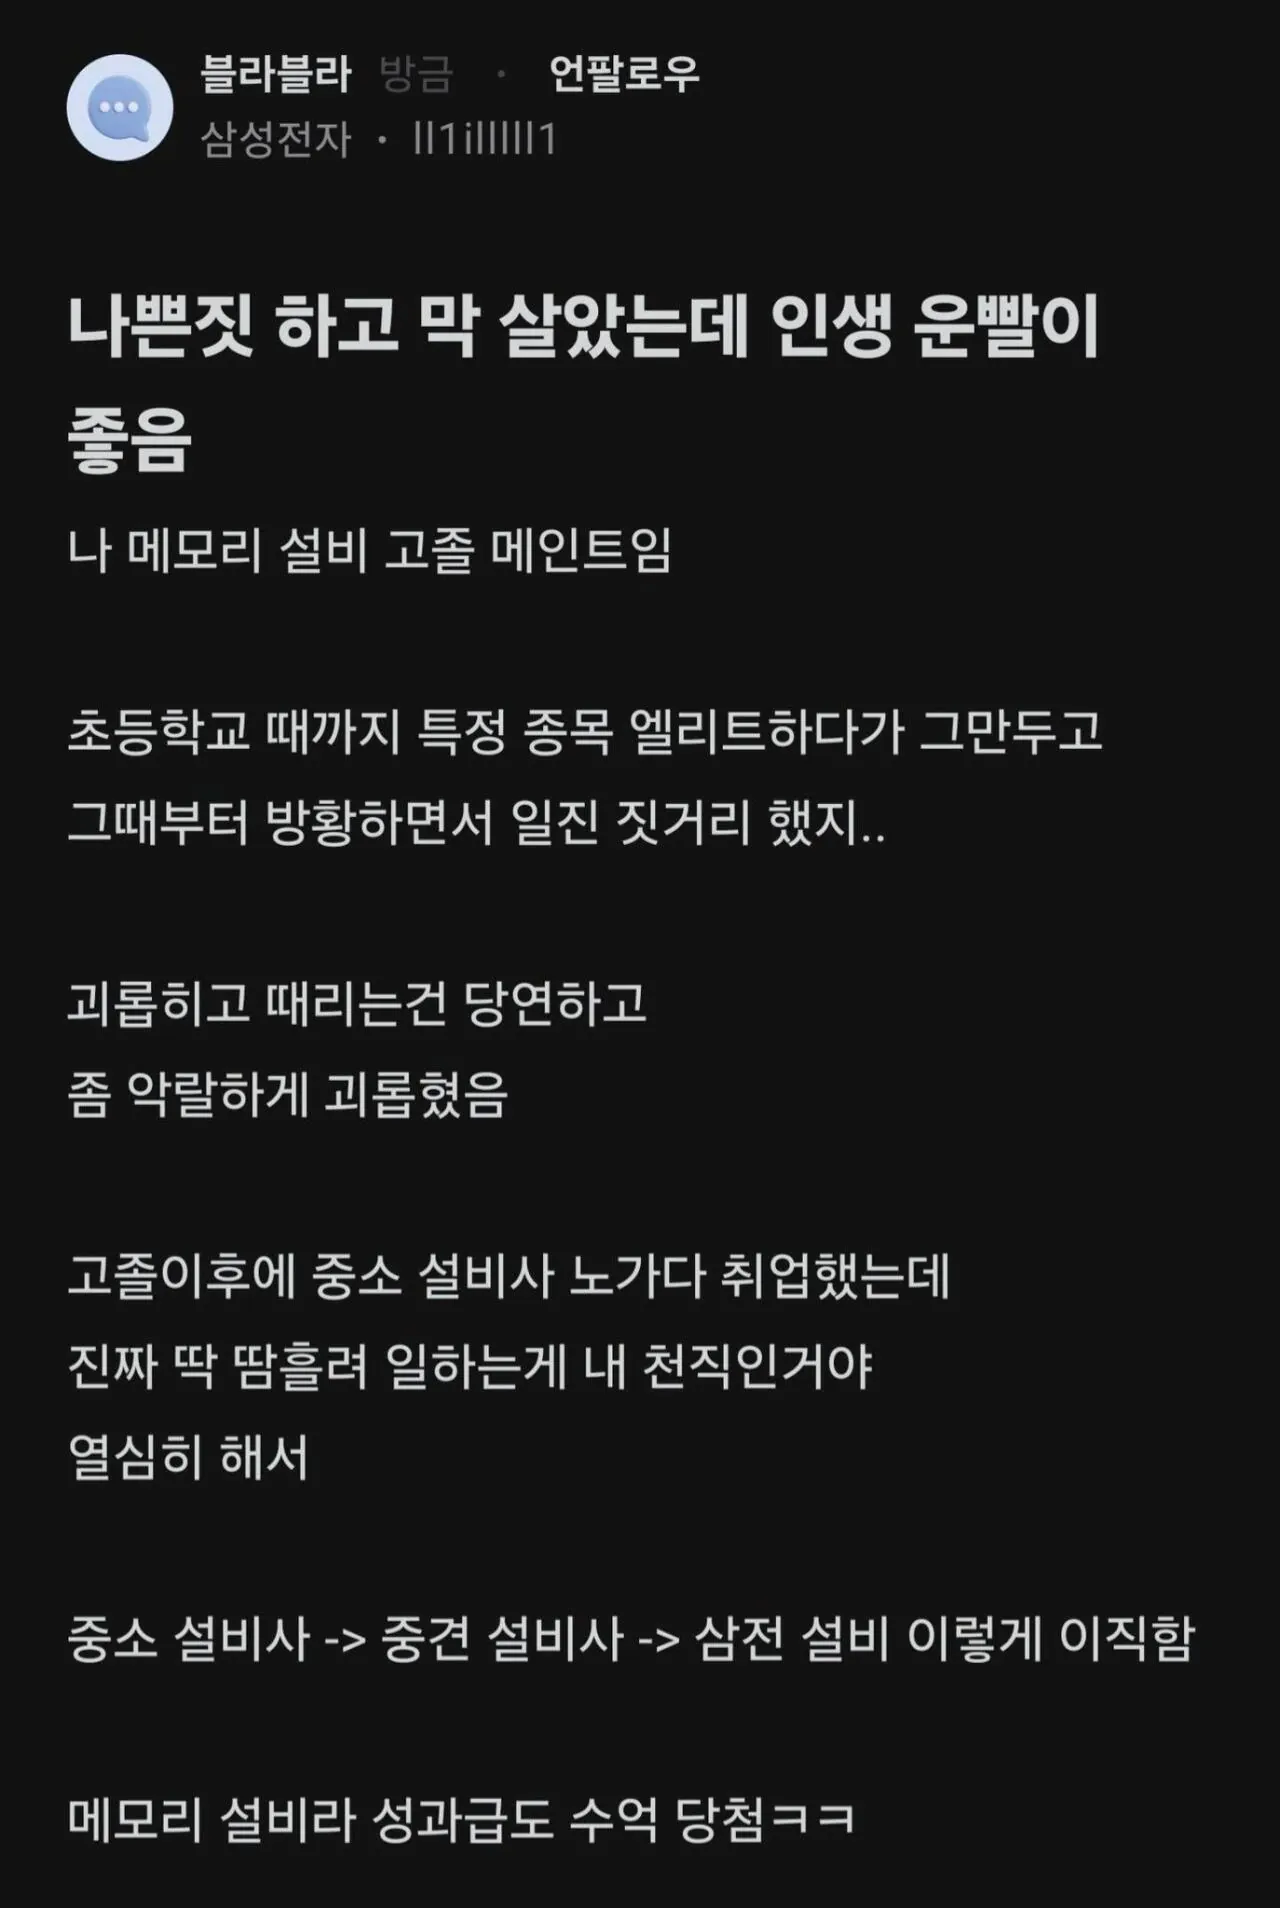 블라블라 방금 · 언팔로우
삼성전자 · ll1illlll1
나쁜짓 하고 막 살았는데 인생 운빨이
좋음
나 메모리 설비 고졸 메인트임
초등학교 때까지 특정 종목 엘리트하다가 그만두고
그때부터 방황하면서 일진 짓거리 했지..
괴롭히고 때리는건 당연하고
좀 악랄하게 괴롭혔음
고졸이후에 중소 설비사 노가다 취업했는데
진짜 딱 땀흘려 일하는게 내 천직인거야
열심히 해서
중소 설비사 -> 중견 설비사 -> 삼전 설비 이렇게 이직함
메모리 설비라 성과급도 수억 당첨ㅋㅋ